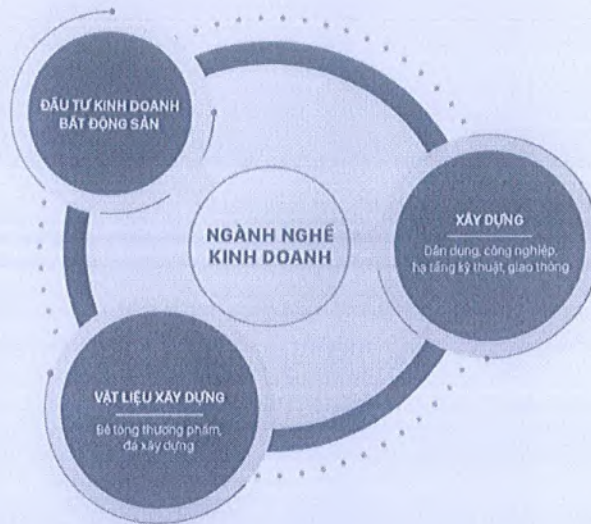 ĐẦU TƯ KINH DOANH
BẤT ĐỘNG SẢN
NGÀNH NGHỀ
KINH DOANH
XÂY DỰNG
Dân dụng, công nghiệp,
hạ tầng kỹ thuật, giao thông
VẬT LIỆU XÂY DỰNG
Bê tông thương phẩm,
đá xây dựng